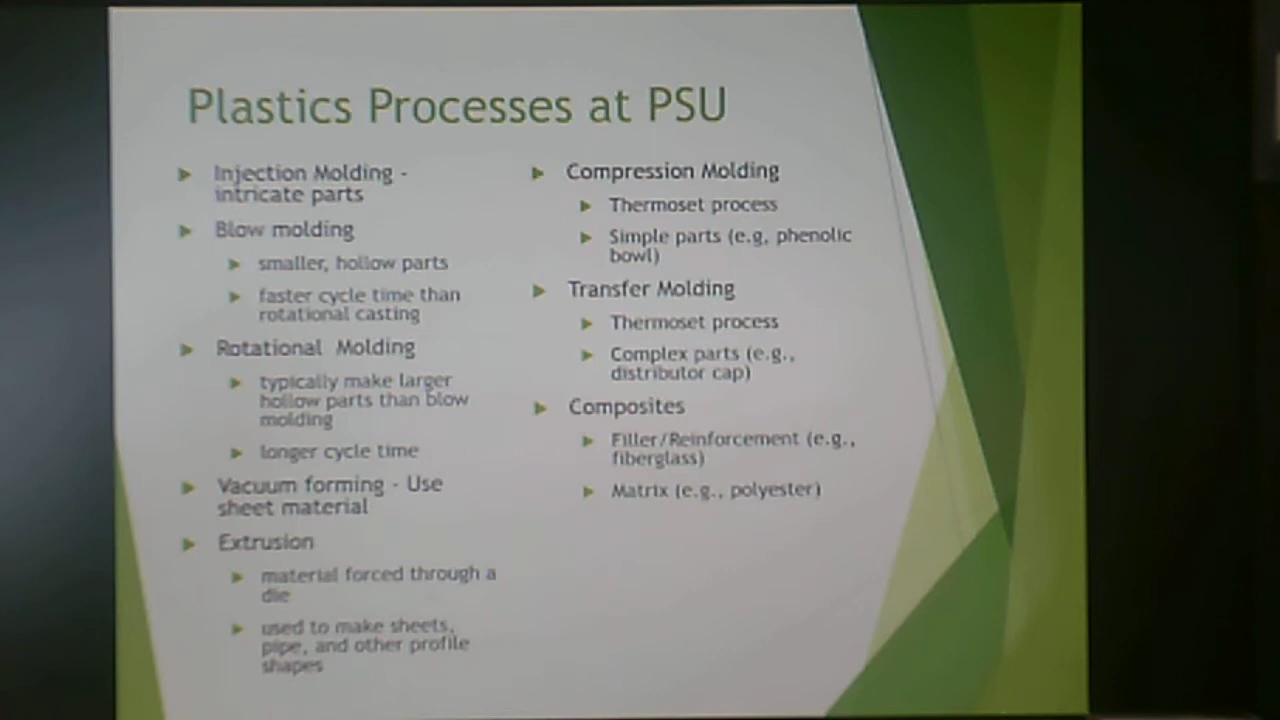 Plastics Processes at PSU
Injection Molding -
intricate parts
Blow molding
smaller, hollow parts
faster cycle time than
rotational casting
Rotational Molding
typically make larger
hollow parts than blow
molding
longer cycle time
Vacuum forming - Use
sheet material
Extrusion
material forced through a
die
used to make sheets,
pipe, and other profile
shapes
Compression Molding
Thermoset process
Simple parts (e.g, phenolic
bowl)
Transfer Molding
Thermoset process
Complex parts (e.g.,
distributor cap)
Composites
Filler/Reinforcement (e.g.,
fiberglass)
Matrix (e.g., polyester)